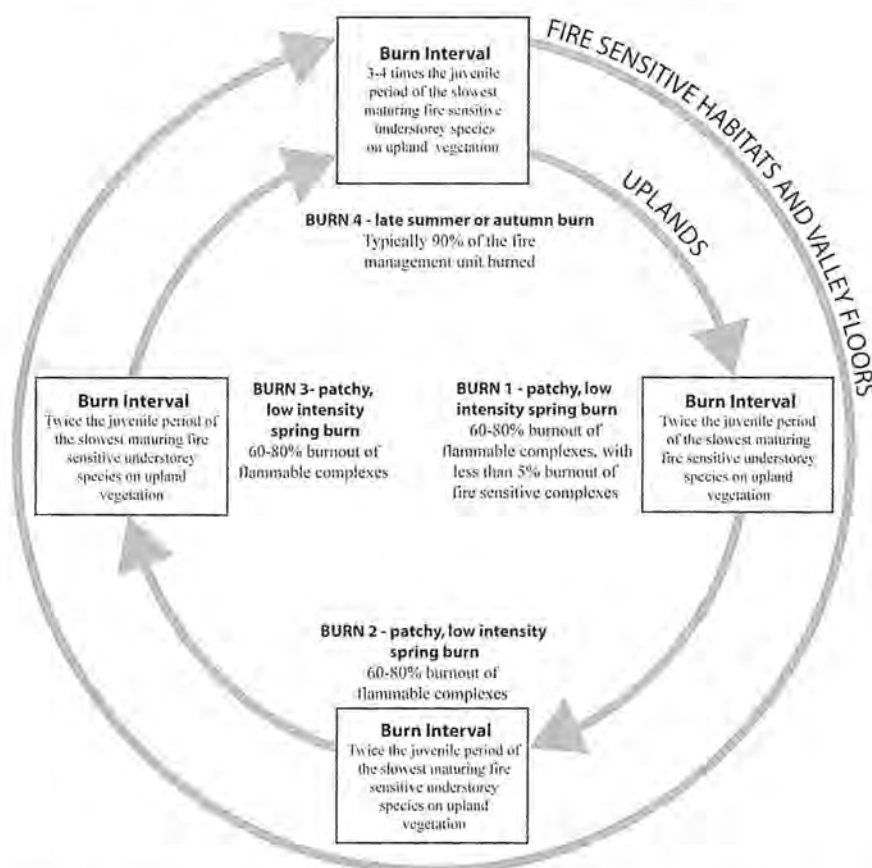 Burn Interval
3-4 times the juvenile
period of the slowest
maturing fire sensitive
understorey species
on upland vegetation
FIRE SENSITIVE HABITATS AND VALLEY FLOORS
UPLANDS
BURN 4 - late summer or autumn burn
Typically 90% of the fire
management unit burned
Burn Interval
Twice the juvenile period of
the slowest maturing fire
sensitive understorey
species on upland
vegetation
BURN 3- patchy,
low intensity
spring burn
60-80% burnout of
flammable complexes
BURN 1 - patchy, low
intensity spring burn
60-80% burnout of
flammable complexes, with
less than 5% burnout of
fire sensitive complexes
Burn Interval
Twice the juvenile period
of the slowest maturing
fire sensitive understorey
species on upland
vegetation
BURN 2 - patchy, low intensity
spring burn
60-80% burnout of
flammable complexes
Burn Interval
Twice the juvenile period of
the slowest maturing fire
sensitive understorey
species on upland
vegetation